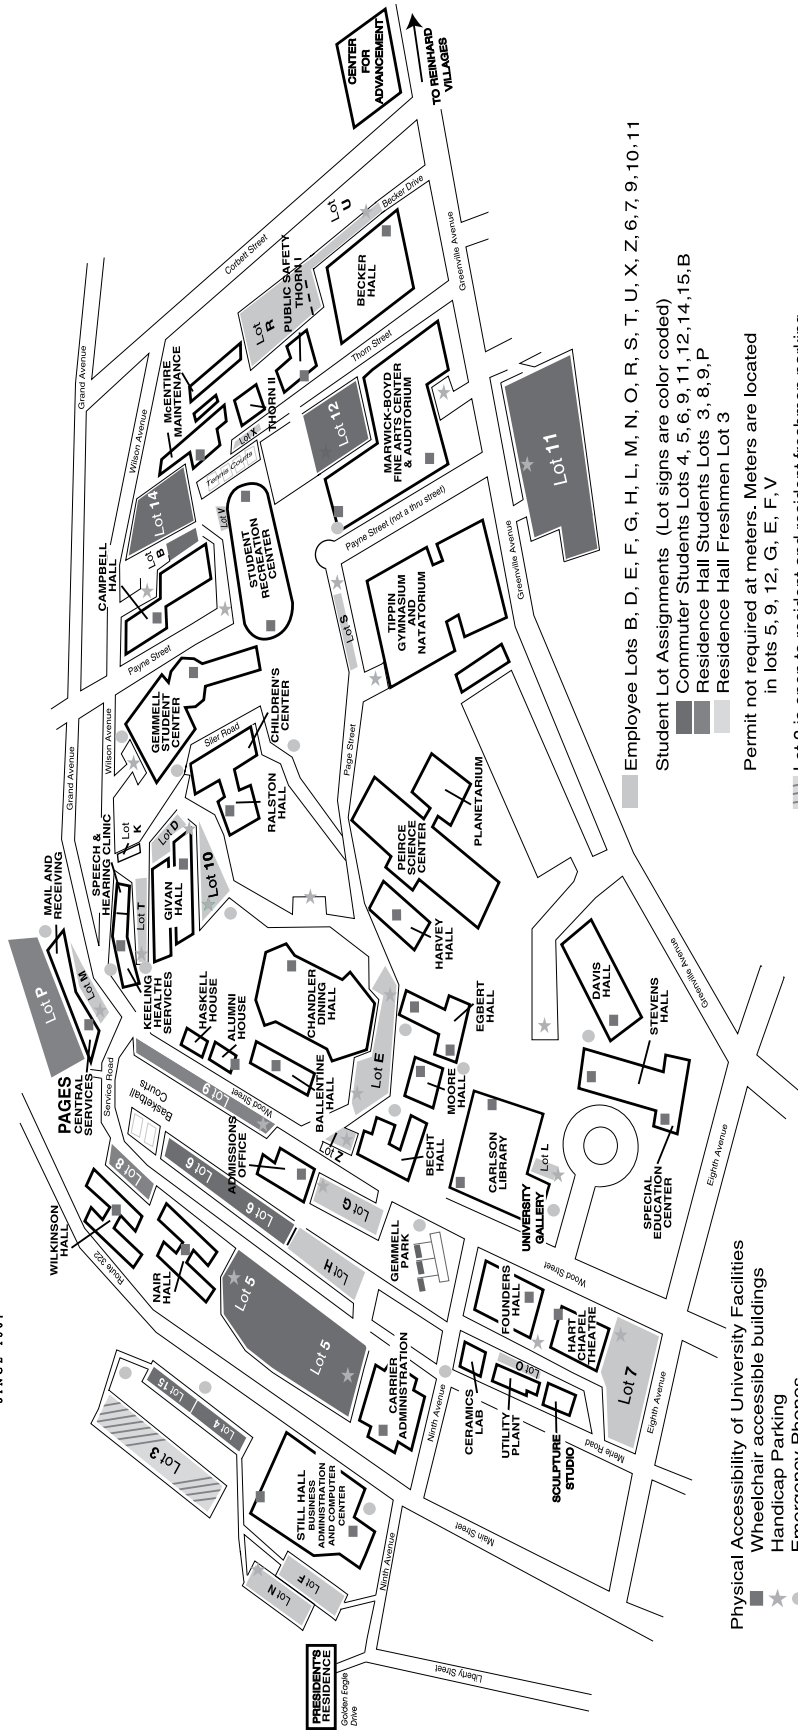 CENTER
FOR
ADVANCEMENT
TO REINHARD
VILLAGES
Lot
U
Becker Drive
Corbett Street
Greenville Avenue
BECKER
HALL
PUBLIC SAFETY
THORN I
Lot
R
Thorn Street
THORN II
McENTIRE
MAINTENANCE
Grand Avenue
Wilson Avenue
Lot 12
MARWICK-BOYD
FINE ARTS CENTER
& AUDITORIUM
Lot 11
Lot X
Tennis Courts
Lot 14
Lot
B
Lot V
CAMPBELL
HALL
STUDENT
RECREATION
CENTER
Payne Street (not a thru street)
Greenville Avenue
Payne Street
Lot S
TIPPIN
GYMNASIUM
AND
NATATORIUM
GEMMELL
STUDENT
CENTER
Siler Road
CHILDREN'S
CENTER
RALSTON
HALL
Page Street
Wilson Avenue
Grand Avenue
Lot
K
SPEECH &
HEARING CLINIC
Lot D
Lot T
GIVAN
HALL
Lot 10
PEIRCE
SCIENCE
CENTER
PLANETARIUM
MAIL AND
RECEIVING
Lot P
Lot M
HARVEY
HALL
KEELING
HEALTH
SERVICES
HASKELL
HOUSE
ALUMNI
HOUSE
CHANDLER
DINING
HALL
DAVIS
HALL
EGBERT
HALL
STEVENS
HALL
Greenville Avenue
PAGES
CENTRAL
SERVICES
Service Road
Lot 9
Wood Street
BALLENTINE
HALL
Lot E
MOORE
HALL
Basketball
Courts
Lot Z
BECHT
HALL
CARLSON
LIBRARY
Lot L
UNIVERSITY
GALLERY
SPECIAL
EDUCATION
CENTER
Eighth Avenue
Lot 8
Lot 6
Lot 6
ADMISSIONS
OFFICE
Lot G
WILKINSON
HALL
Route 322
NAIR
HALL
Lot H
GEMMELL
PARK
Lot 5
Lot 5
Wood Street
FOUNDERS
HALL
HART
CHAPEL
THEATRE
Lot 7
Eighth Avenue
Lot O
CARRIER
ADMINISTRATION
CERAMICS
LAB
UTILITY
PLANT
SCULPTURE
STUDIO
Merle Road
Ninth Avenue
Lot 15
Lot 4
Lot 3
STILL HALL
BUSINESS
ADMINISTRATION
AND COMPUTER
CENTER
Main Street
Ninth Avenue
Lot F
Lot N
PRESIDENT'S
RESIDENCE
Golden Eagle
Drive
Liberty Street
Employee Lots B, D, E, F, G, H, L, M, N, O, R, S, T, U, X, Z, 6,7, 9,10,11
Student Lot Assignments (Lot signs are color coded)
Commuter Students Lots 4, 5, 6, 9, 11, 12, 14, 15, B
Residence Hall Students Lots 3, 8, 9, P
Residence Hall Freshmen Lot 3
Permit not required at meters. Meters are located
in lots 5, 9, 12, G, E, F, V
Physical Accessibility of University Facilities
Wheelchair accessible buildings
Handicap Parking